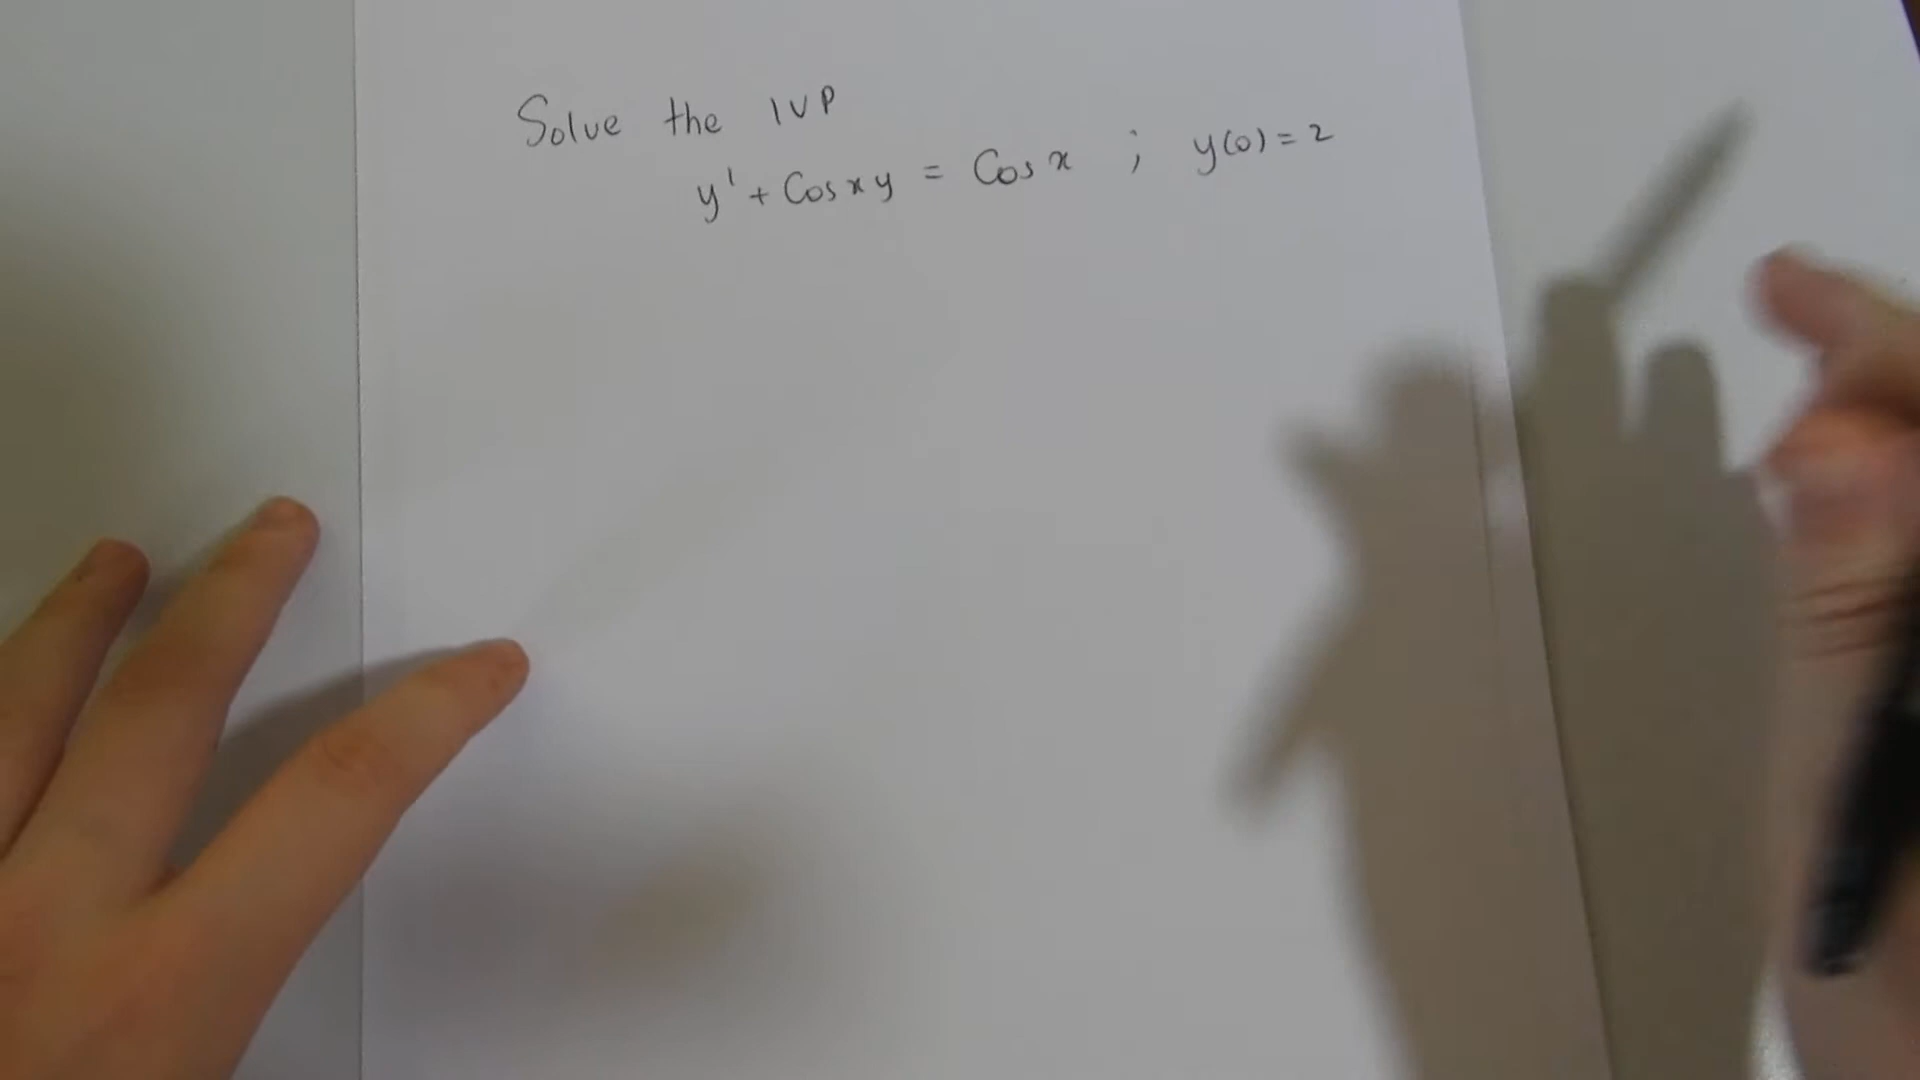 Solve the IVP
y' + Cos x y = Cos x ; y(0) = 2